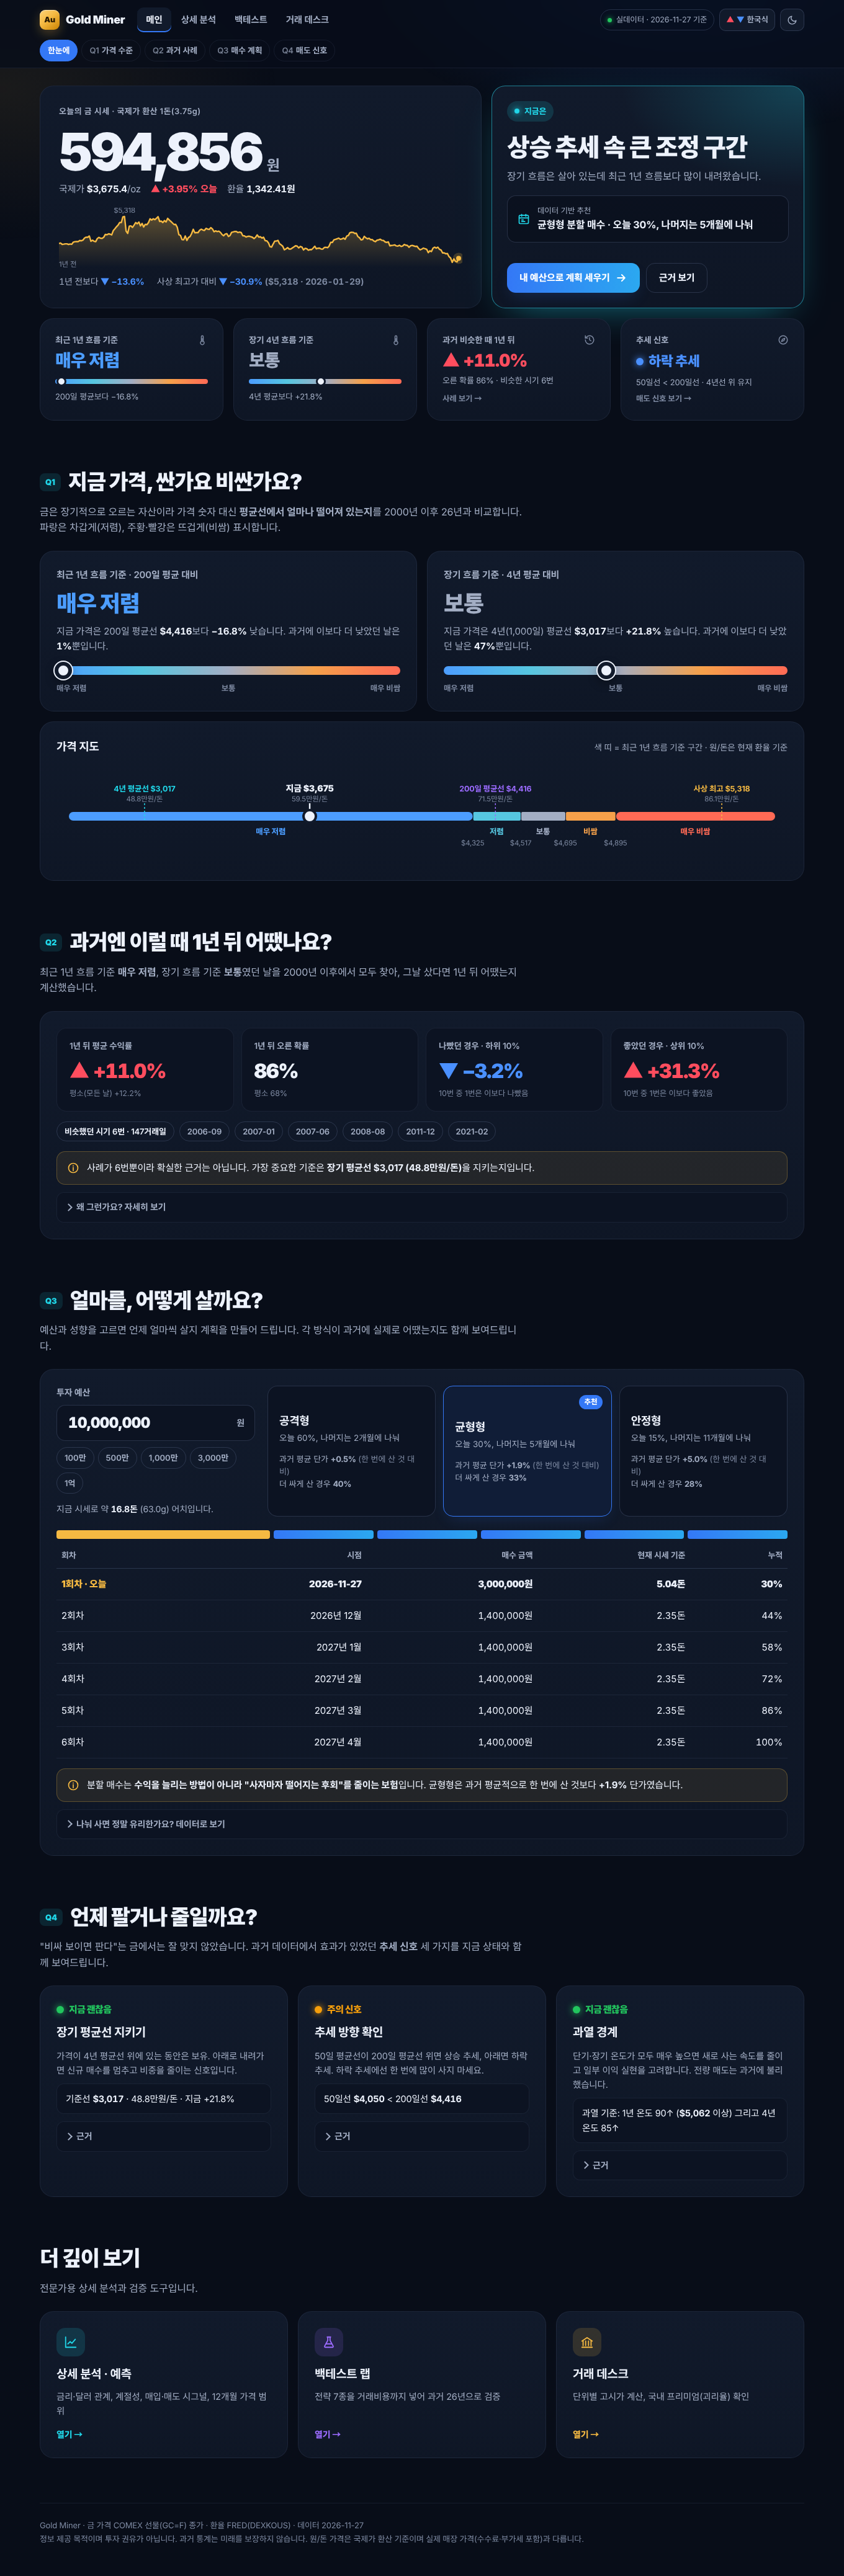 Au Gold Miner 메인 상세 분석 백테스트 거래 데스크 실데이터 · 2026-11-27 기준 ▲ ▼ 한국식
한눈에 Q1 가격 수준 Q2 과거 사례 Q3 매수 계획 Q4 매도 신호
오늘의 금 시세 · 국제가 환산 1돈(3.75g)
594,856 원
국제가 $3,675.4/oz ▲ +3.95% 오늘 환율 1,342.41원
$5,318
1년 전
1년 전보다 ▼ −13.6% 사상 최고가 대비 ▼ −30.9% ($5,318 · 2026-01-29)
지금은
상승 추세 속 큰 조정 구간
장기 흐름은 살아 있는데 최근 1년 흐름보다 많이 내려왔습니다.
데이터 기반 추천
균형형 분할 매수 · 오늘 30%, 나머지는 5개월에 나눠
내 예산으로 계획 세우기 → 근거 보기
최근 1년 흐름 기준
매우 저렴
200일 평균보다 −16.8%
장기 4년 흐름 기준
보통
4년 평균보다 +21.8%
과거 비슷한 때 1년 뒤
▲ +11.0%
오른 확률 86% · 비슷한 시기 6번
사례 보기 →
추세 신호
하락 추세
50일선 < 200일선 · 4년선 위 유지
매도 신호 보기 →
Q1 지금 가격, 싼가요 비싼가요?
금은 장기적으로 오르는 자산이라 가격 숫자 대신 평균선에서 얼마나 떨어져 있는지를 2000년 이후 26년과 비교합니다.
파랑은 차갑게(저렴), 주황·빨강은 뜨겁게(비쌈) 표시합니다.
최근 1년 흐름 기준 · 200일 평균 대비
매우 저렴
지금 가격은 200일 평균선 $4,416보다 −16.8% 낮습니다. 과거에 이보다 더 낮았던 날은
1%뿐입니다.
매우 저렴 보통 매우 비쌈
장기 흐름 기준 · 4년 평균 대비
보통
지금 가격은 4년(1,000일) 평균선 $3,017보다 +21.8% 높습니다. 과거에 이보다 더 낮았
던 날은 47%뿐입니다.
매우 저렴 보통 매우 비쌈
가격 지도 색 띠 = 최근 1년 흐름 기준 구간 · 원/돈은 현재 환율 기준
4년 평균선 $3,017 지금 $3,675 200일 평균선 $4,416 사상 최고 $5,318
48.8만원/돈 59.5만원/돈 71.5만원/돈 86.1만원/돈
매우 저렴 저렴 보통 비쌈 매우 비쌈
$4,325 $4,517 $4,695 $4,895
Q2 과거엔 이럴 때 1년 뒤 어땠나요?
최근 1년 흐름 기준 매우 저렴, 장기 흐름 기준 보통였던 날을 2000년 이후에서 모두 찾아, 그날 샀다면 1년 뒤 어땠는지
계산했습니다.
1년 뒤 평균 수익률
▲ +11.0%
평소(모든 날) +12.2%
1년 뒤 오른 확률
86%
평소 68%
나빴던 경우 · 하위 10%
▼ −3.2%
10번 중 1번은 이보다 나빴음
좋았던 경우 · 상위 10%
▲ +31.3%
10번 중 1번은 이보다 좋았음
비슷했던 시기 6번 · 147거래일 2006-09 2007-01 2007-06 2008-08 2011-12 2021-02
사례가 6번뿐이라 확실한 근거는 아닙니다. 가장 중요한 기준은 장기 평균선 $3,017 (48.8만원/돈)을 지키는지입니다.
왜 그런가요? 자세히 보기
Q3 얼마를, 어떻게 살까요?
예산과 성향을 고르면 언제 얼마씩 살지 계획을 만들어 드립니다. 각 방식이 과거에 실제로 어땠는지도 함께 보여드립니
다.
투자 예산
10,000,000 원
100만 500만 1,000만 3,000만
1억
지금 시세로 약 16.8돈 (63.0g) 어치입니다.
공격형
오늘 60%, 나머지는 2개월에 나눠
과거 평균 단가 +0.5% (한 번에 산 것 대
비)
더 싸게 산 경우 40%
추천
균형형
오늘 30%, 나머지는 5개월에 나눠
과거 평균 단가 +1.9% (한 번에 산 것 대비)
더 싸게 산 경우 33%
안정형
오늘 15%, 나머지는 11개월에 나눠
과거 평균 단가 +5.0% (한 번에 산 것 대
비)
더 싸게 산 경우 28%
회차 시점 매수 금액 현재 시세 기준 누적
1회차 · 오늘 2026-11-27 3,000,000원 5.04돈 30%
2회차 2026년 12월 1,400,000원 2.35돈 44%
3회차 2027년 1월 1,400,000원 2.35돈 58%
4회차 2027년 2월 1,400,000원 2.35돈 72%
5회차 2027년 3월 1,400,000원 2.35돈 86%
6회차 2027년 4월 1,400,000원 2.35돈 100%
분할 매수는 수익을 늘리는 방법이 아니라 "사자마자 떨어지는 후회"를 줄이는 보험입니다. 균형형은 과거 평균적으로 한 번에 산 것보다 +1.9% 단가였습니다.
나눠 사면 정말 유리한가요? 데이터로 보기
Q4 언제 팔거나 줄일까요?
"비싸 보이면 판다"는 금에서는 잘 맞지 않았습니다. 과거 데이터에서 효과가 있었던 추세 신호 세 가지를 지금 상태와 함
께 보여드립니다.
지금 괜찮음
장기 평균선 지키기
가격이 4년 평균선 위에 있는 동안은 보유. 아래로 내려가
면 신규 매수를 멈추고 비중을 줄이는 신호입니다.
기준선 $3,017 · 48.8만원/돈 · 지금 +21.8%
근거
주의 신호
추세 방향 확인
50일 평균선이 200일 평균선 위면 상승 추세, 아래면 하락
추세. 하락 추세에선 한 번에 많이 사지 마세요.
50일선 $4,050 < 200일선 $4,416
근거
지금 괜찮음
과열 경계
단기·장기 온도가 모두 매우 높으면 새로 사는 속도를 줄이
고 일부 이익 실현을 고려합니다. 전량 매도는 과거에 불리
했습니다.
과열 기준: 1년 온도 90↑ ($5,062 이상) 그리고 4년
온도 85↑
근거
더 깊이 보기
전문가용 상세 분석과 검증 도구입니다.
상세 분석 · 예측
금리·달러 관계, 계절성, 매입·매도 시그널, 12개월 가격 범
위
열기 →
백테스트 랩
전략 7종을 거래비용까지 넣어 과거 26년으로 검증
열기 →
거래 데스크
단위별 고시가 계산, 국내 프리미엄(괴리율) 확인
열기 →
Gold Miner · 금 가격 COMEX 선물(GC=F) 종가 · 환율 FRED(DEXKOUS) · 데이터 2026-11-27
정보 제공 목적이며 투자 권유가 아닙니다. 과거 통계는 미래를 보장하지 않습니다. 원/돈 가격은 국제가 환산 기준이며 실제 매장 가격(수수료·부가세 포함)과 다릅니다.